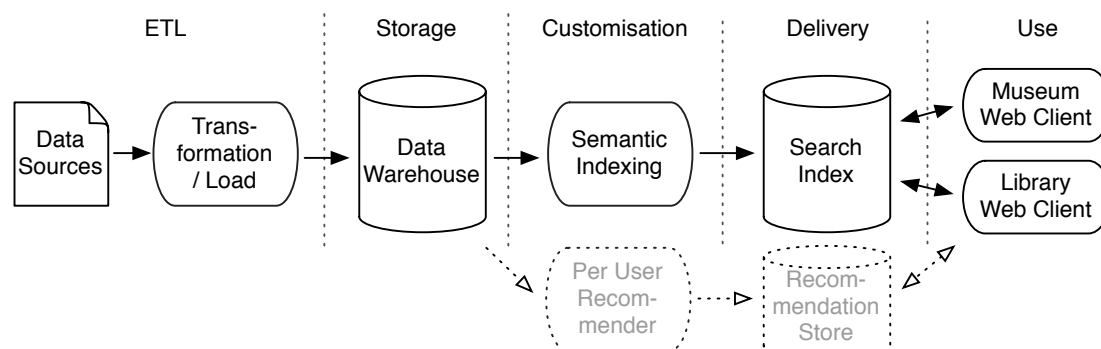 ETL
Storage
Customisation
Delivery
Use
Data
Sources
Trans-
formation
/ Load
Data
Warehouse
Semantic
Indexing
Search
Index
Museum
Web Client
Library
Web Client
Per User
Recom-
mender
Recom-
mendation
Store